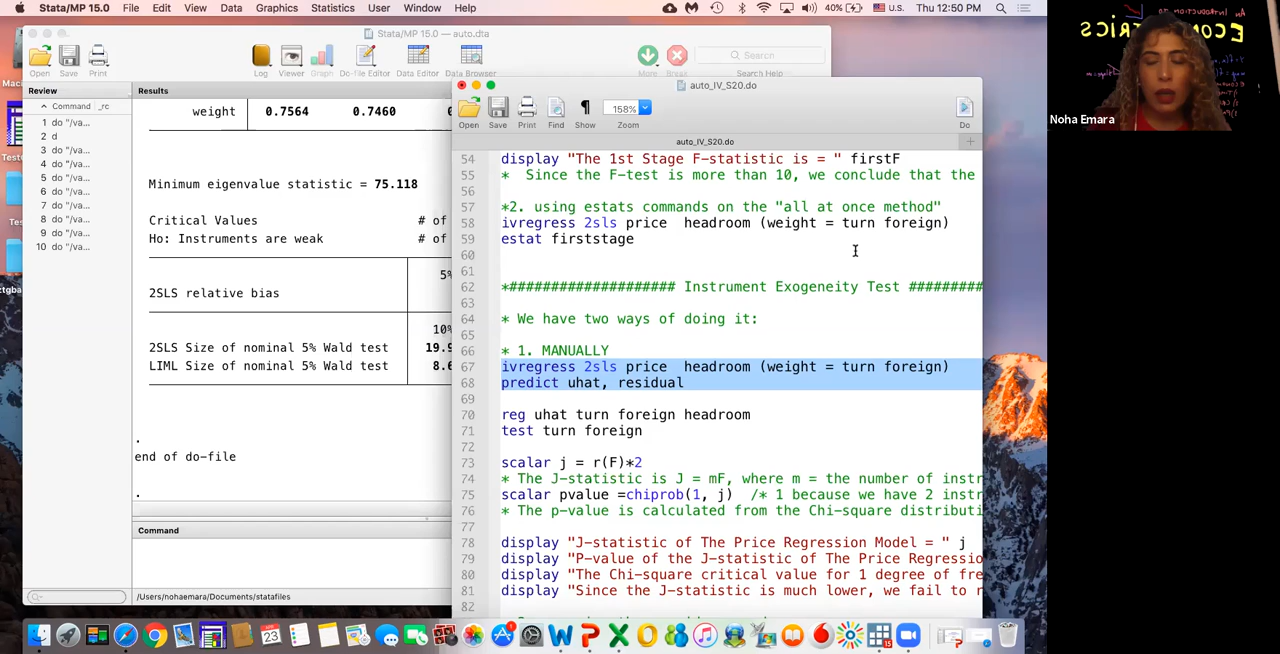 Stata/MP 15.0 File Edit View Data Graphics Statistics User Window Help 40% U.S. Thu 12:50 PM
Stata/MP 15.0 — auto.dta
Open Save Print Log Viewer Graph Do-file Editor Data Editor Data Browser More Break Search
Search Help
Review Results
Command _rc
1 do "/va...
2 d
3 do "/va...
4 do "/va...
5 do "/va...
6 do "/va...
7 do "/va...
8 do "/va...
9 do "/va...
10 do "/va...
weight 0.7564 0.7460
Minimum eigenvalue statistic = 75.118
Critical Values # of
Ho: Instruments are weak # of
5%
2SLS relative bias
10%
2SLS Size of nominal 5% Wald test 19.9
LIML Size of nominal 5% Wald test 8.6
.
end of do-file
.
Command
/Users/nohaemara/Documents/statafiles
auto_IV_S20.do
158%
Open Save Print Find Show Zoom Do
auto_IV_S20.do
54 display "The 1st Stage F-statistic is = " firstF
55 * Since the F-test is more than 10, we conclude that the
56
57 *2. using estats commands on the "all at once method"
58 ivregress 2sls price headroom (weight = turn foreign)
59 estat firststage
60
61
62 *#################### Instrument Exogeneity Test #########
63
64 * We have two ways of doing it:
65
66 * 1. MANUALLY
67 ivregress 2sls price headroom (weight = turn foreign)
68 predict uhat, residual
69
70 reg uhat turn foreign headroom
71 test turn foreign
72
73 scalar j = r(F)*2
74 * The J-statistic is J = mF, where m = the number of instr
75 scalar pvalue =chiprob(1, j) /* 1 because we have 2 instr
76 * The p-value is calculated from the Chi-square distributi
77
78 display "J-statistic of The Price Regression Model = " j
79 display "P-value of the J-statistic of The Price Regressio
80 display "The Chi-square critical value for 1 degree of fre
81 display "Since the J-statistic is much lower, we fail to r
82
Noha Emara